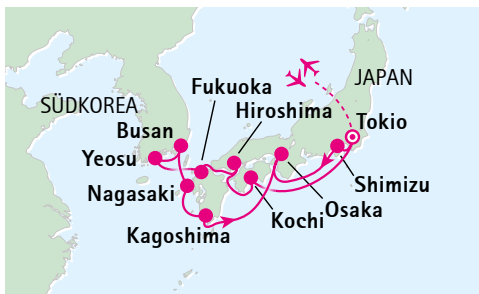 JAPAN
Fukuoka
SÜDKOREA
Hiroshima
Tokio
Busan
Yeosu
Shimizu
Nagasaki
Osaka
Kochi
Kagoshima